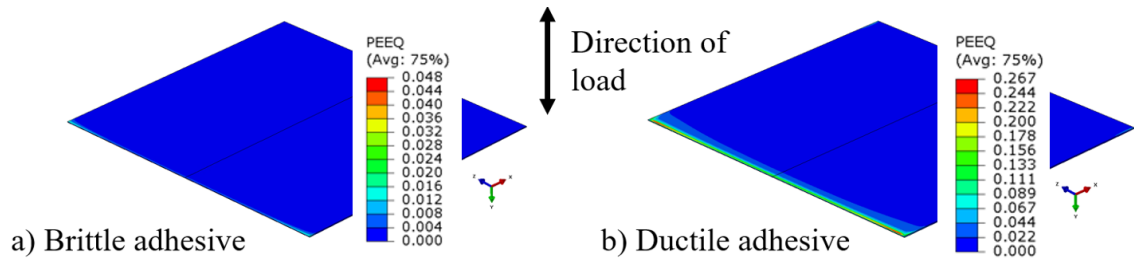 Direction of
load
PEEQ
(Avg: 75%)
0.048
0.044
0.040
0.036
0.032
0.028
0.024
0.020
0.016
0.012
0.008
0.004
0.000
Z
X
Y
a) Brittle adhesive
PEEQ
(Avg: 75%)
0.267
0.244
0.222
0.200
0.178
0.156
0.133
0.111
0.089
0.067
0.044
0.022
0.000
Z
X
Y
b) Ductile adhesive